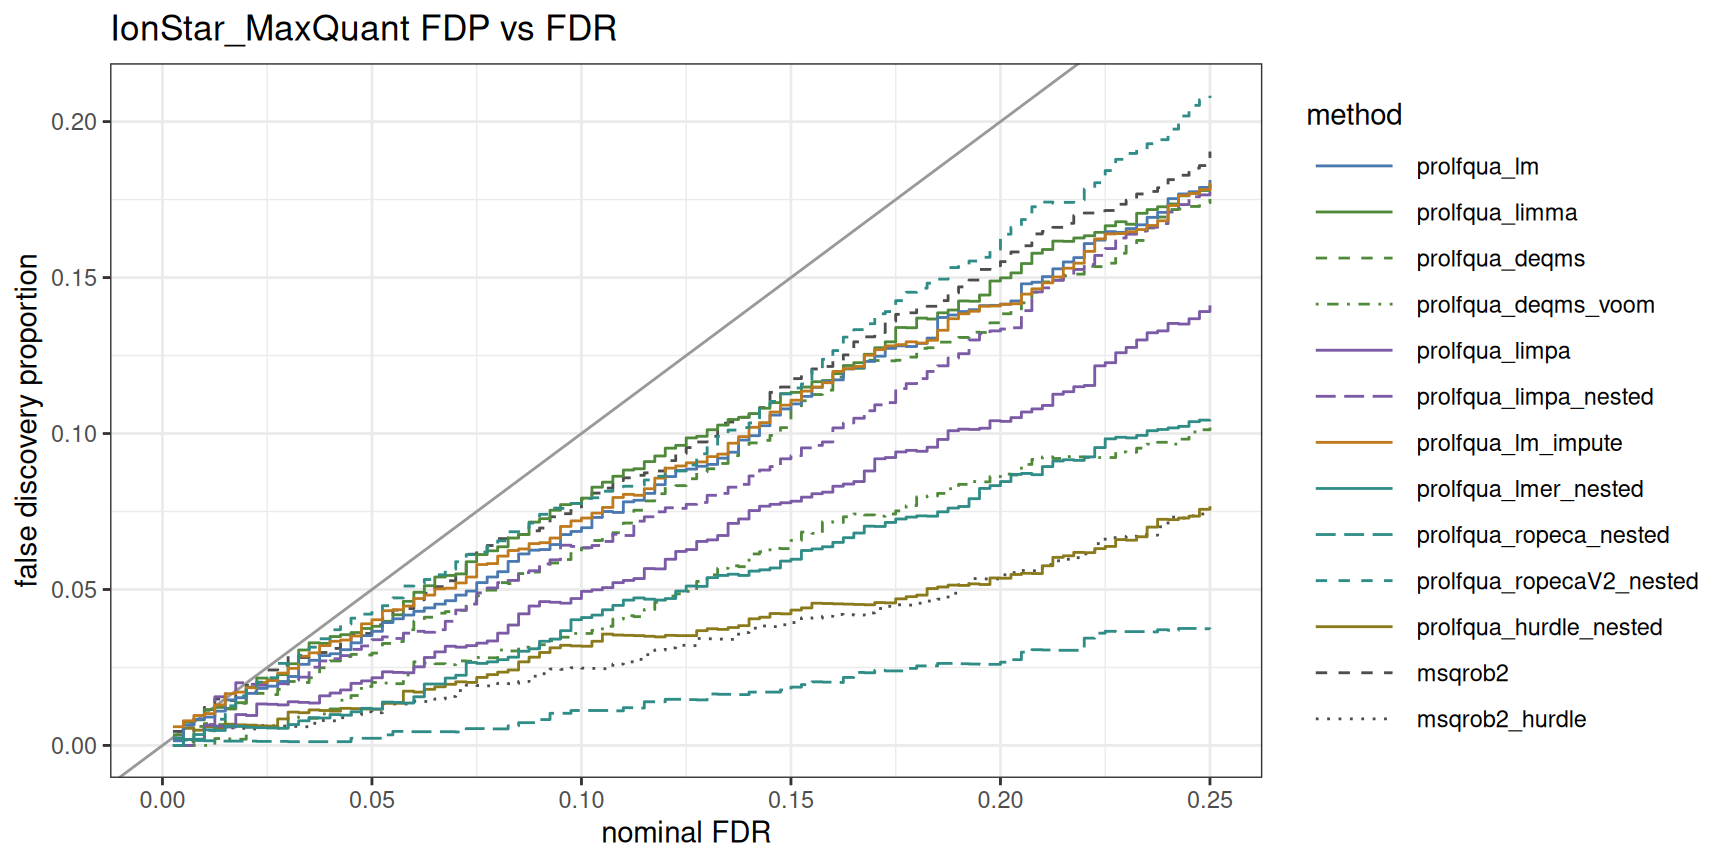 IonStar_MaxQuant FDP vs FDR
false discovery proportion
0.20
0.15
0.10
0.05
0.00
0.00 0.05 0.10 0.15 0.20 0.25
nominal FDR
method
prolfqua_lm
prolfqua_limma
prolfqua_deqms
prolfqua_deqms_voom
prolfqua_limpa
prolfqua_limpa_nested
prolfqua_lm_impute
prolfqua_lmer_nested
prolfqua_ropeca_nested
prolfqua_ropecaV2_nested
prolfqua_hurdle_nested
msqrob2
msqrob2_hurdle